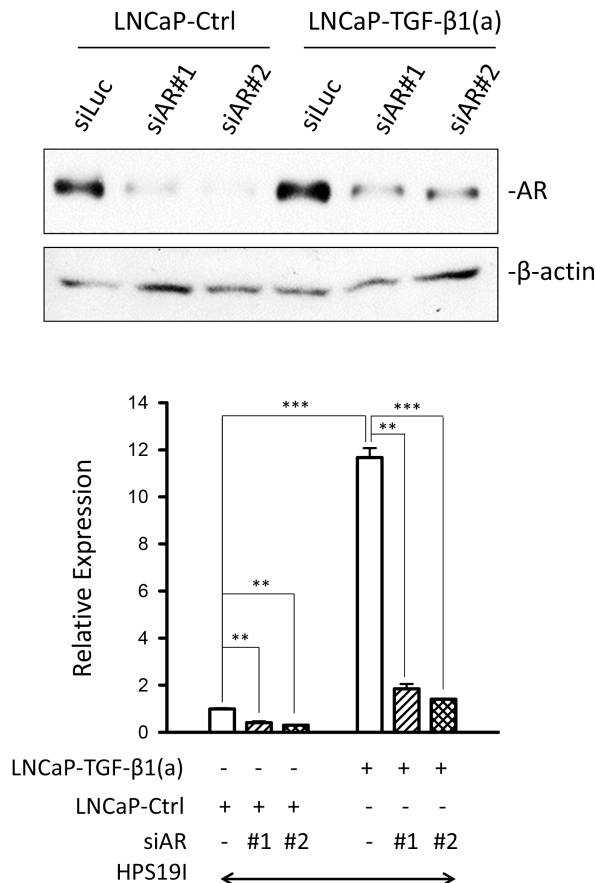 LNCaP-Ctrl LNCaP-TGF-β1(a)
siLuc siAR#1 siAR#2 siLuc siAR#1 siAR#2
-AR
-β-actin
14
*** ***
**
12
10
8
Relative Expression
6
**
4
**
2
0
LNCaP-TGF-β1(a) - - - + + +
LNCaP-Ctrl + + + - - -
siAR - #1 #2 - #1 #2
HPS19I